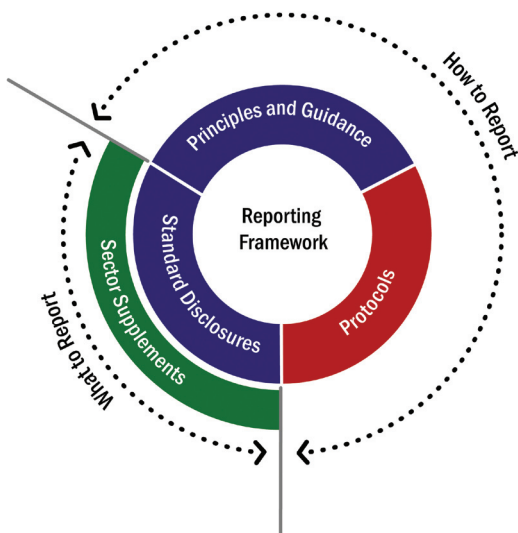 How to Report
Principles and Guidance
Reporting
Framework
Standard Disclosures
Sector Supplements
Protocols
What to Report